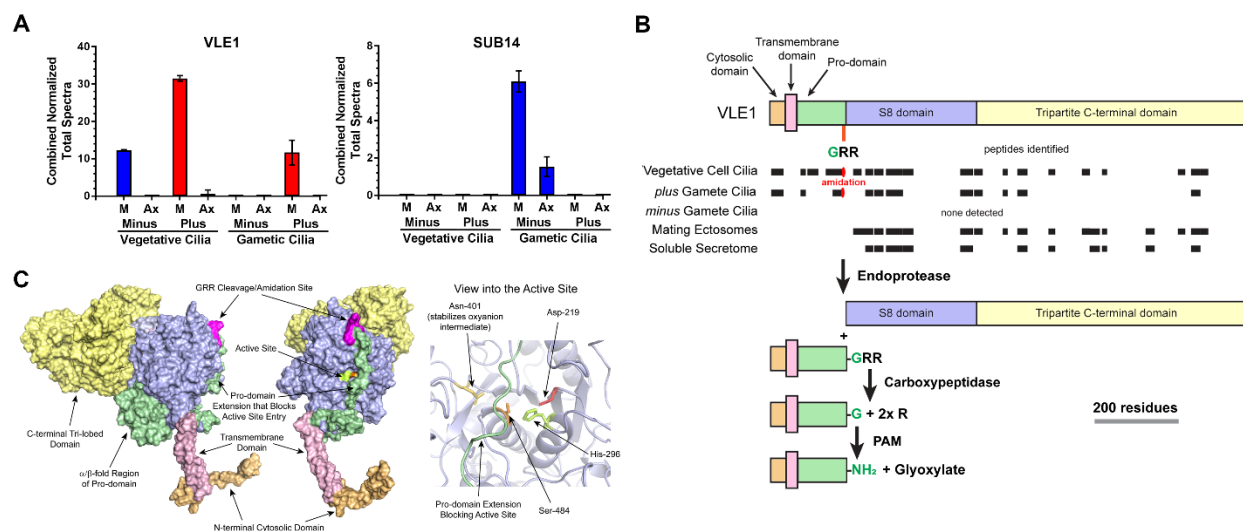 A
VLE1
Combined Normalized
Total Spectra
40
30
20
10
0
M Ax M Ax M Ax M Ax
Minus Plus Minus Plus
Vegetative Cilia Gametic Cilia
SUB14
Combined Normalized
Total Spectra
8
6
4
2
0
M Ax M Ax M Ax M Ax
Minus Plus Minus Plus
Vegetative Cilia Gametic Cilia
B
Cytosolic
domain
Transmembrane
domain
Pro-domain
VLE1
S8 domain
Tripartite C-terminal domain
GRR
peptides identified
Vegetative Cell Cilia
amidation
plus Gamete Cilia
minus Gamete Cilia
none detected
Mating Ectosomes
Soluble Secretome
Endoprotease
S8 domain
Tripartite C-terminal domain
+
GRR
Carboxypeptidase
G + 2x R
PAM
NH₂ + Glyoxylate
200 residues
C
GRR Cleavage/Amidation Site
Active Site
Pro-domain
Extension that Blocks
Active Site Entry
C-terminal Tri-lobed
Domain
Transmembrane
Domain
α/β-fold Region
of Pro-domain
N-terminal Cytosolic Domain
View into the Active Site
Asn-401
(stabilizes oxyanion
intermediate)
Asp-219
His-296
Ser-484
Pro-domain Extension
Blocking Active Site